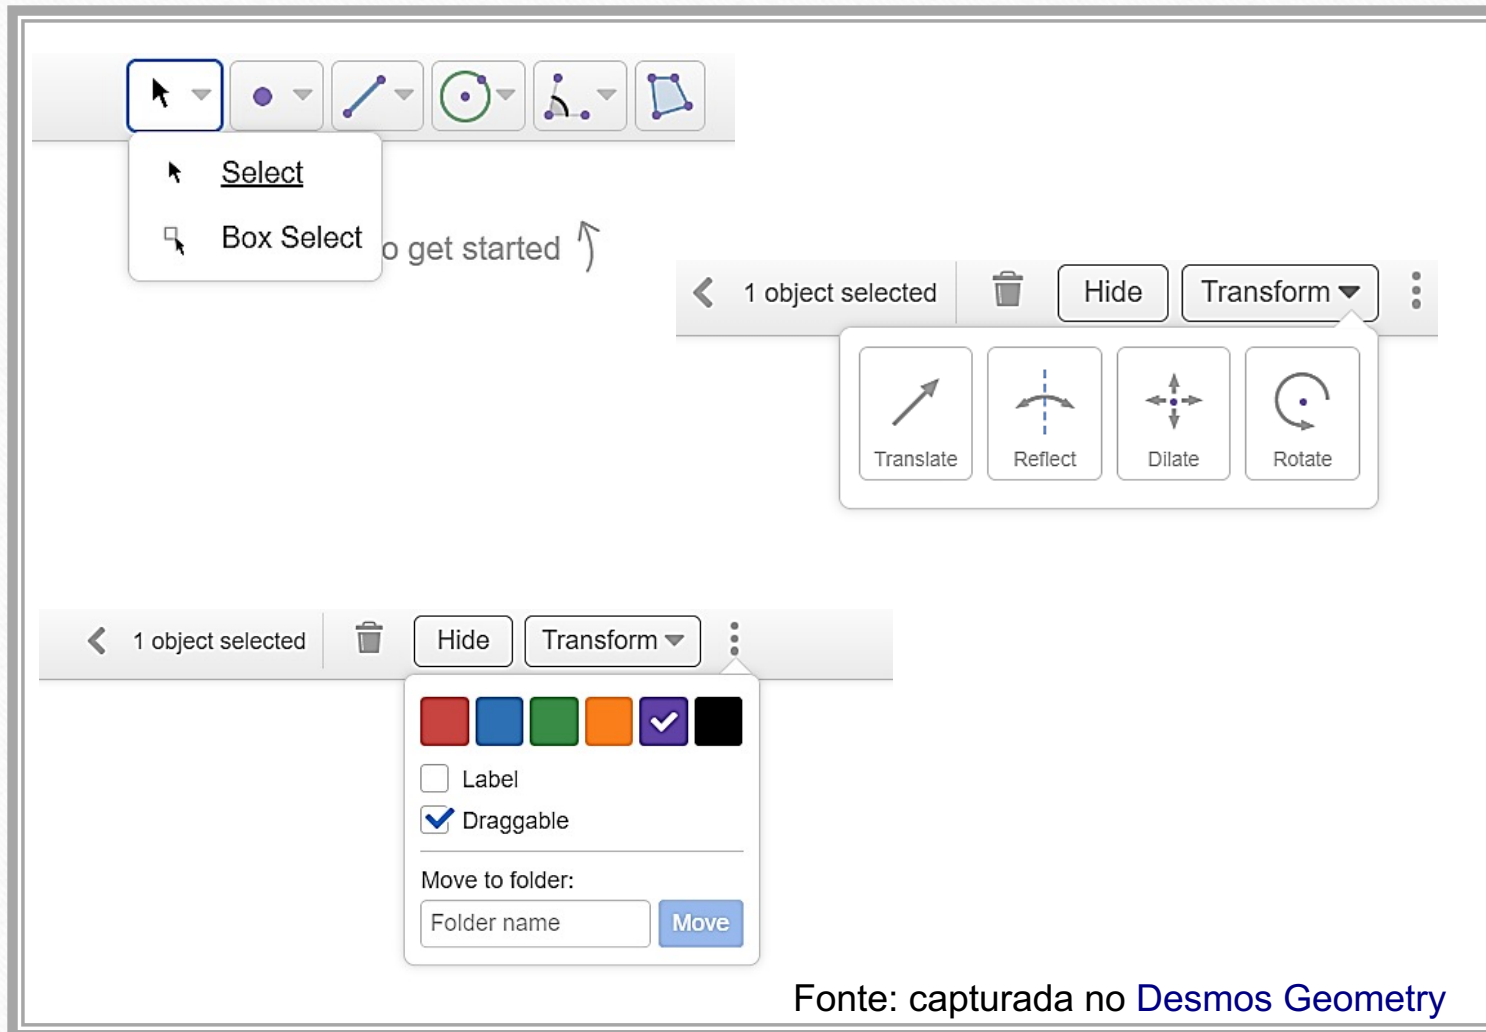 Select
Box Select
o get started
1 object selected
Hide
Transform
Translate
Reflect
Dilate
Rotate
1 object selected
Hide
Transform
Label
Draggable
Move to folder:
Folder name
Move
Fonte: capturada no Desmos Geometry